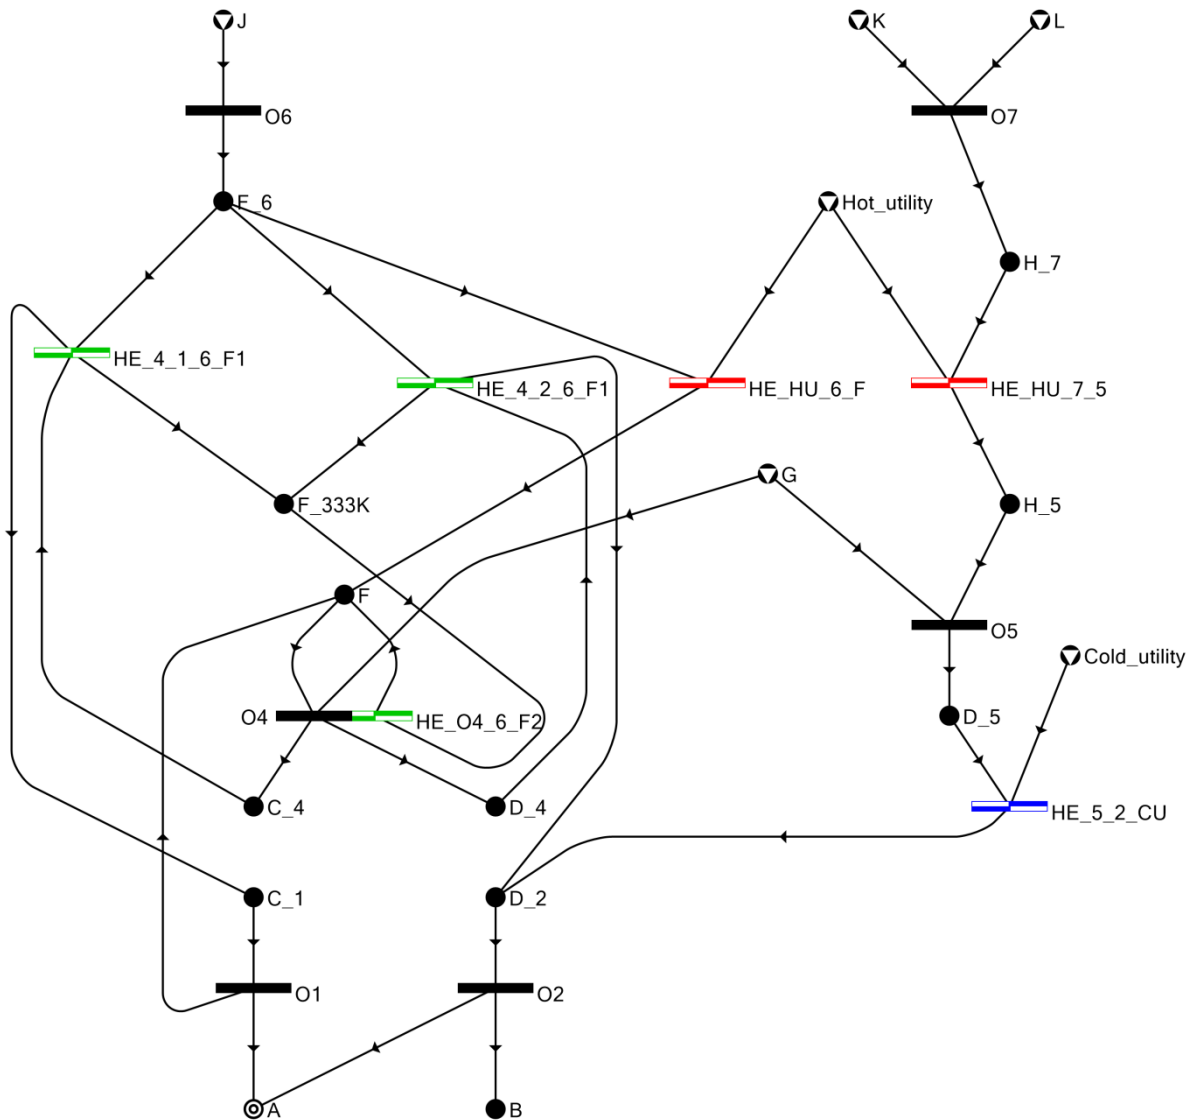 J
K
L
O6
O7
F_6
Hot_utility
H_7
HE_4_1_6_F1
HE_4_2_6_F1
HE_HU_6_F
HE_HU_7_5
G
F_333K
H_5
F
O5
Cold_utility
O4
HE_O4_6_F2
D_5
C_4
D_4
HE_5_2_CU
C_1
D_2
O1
O2
A
B